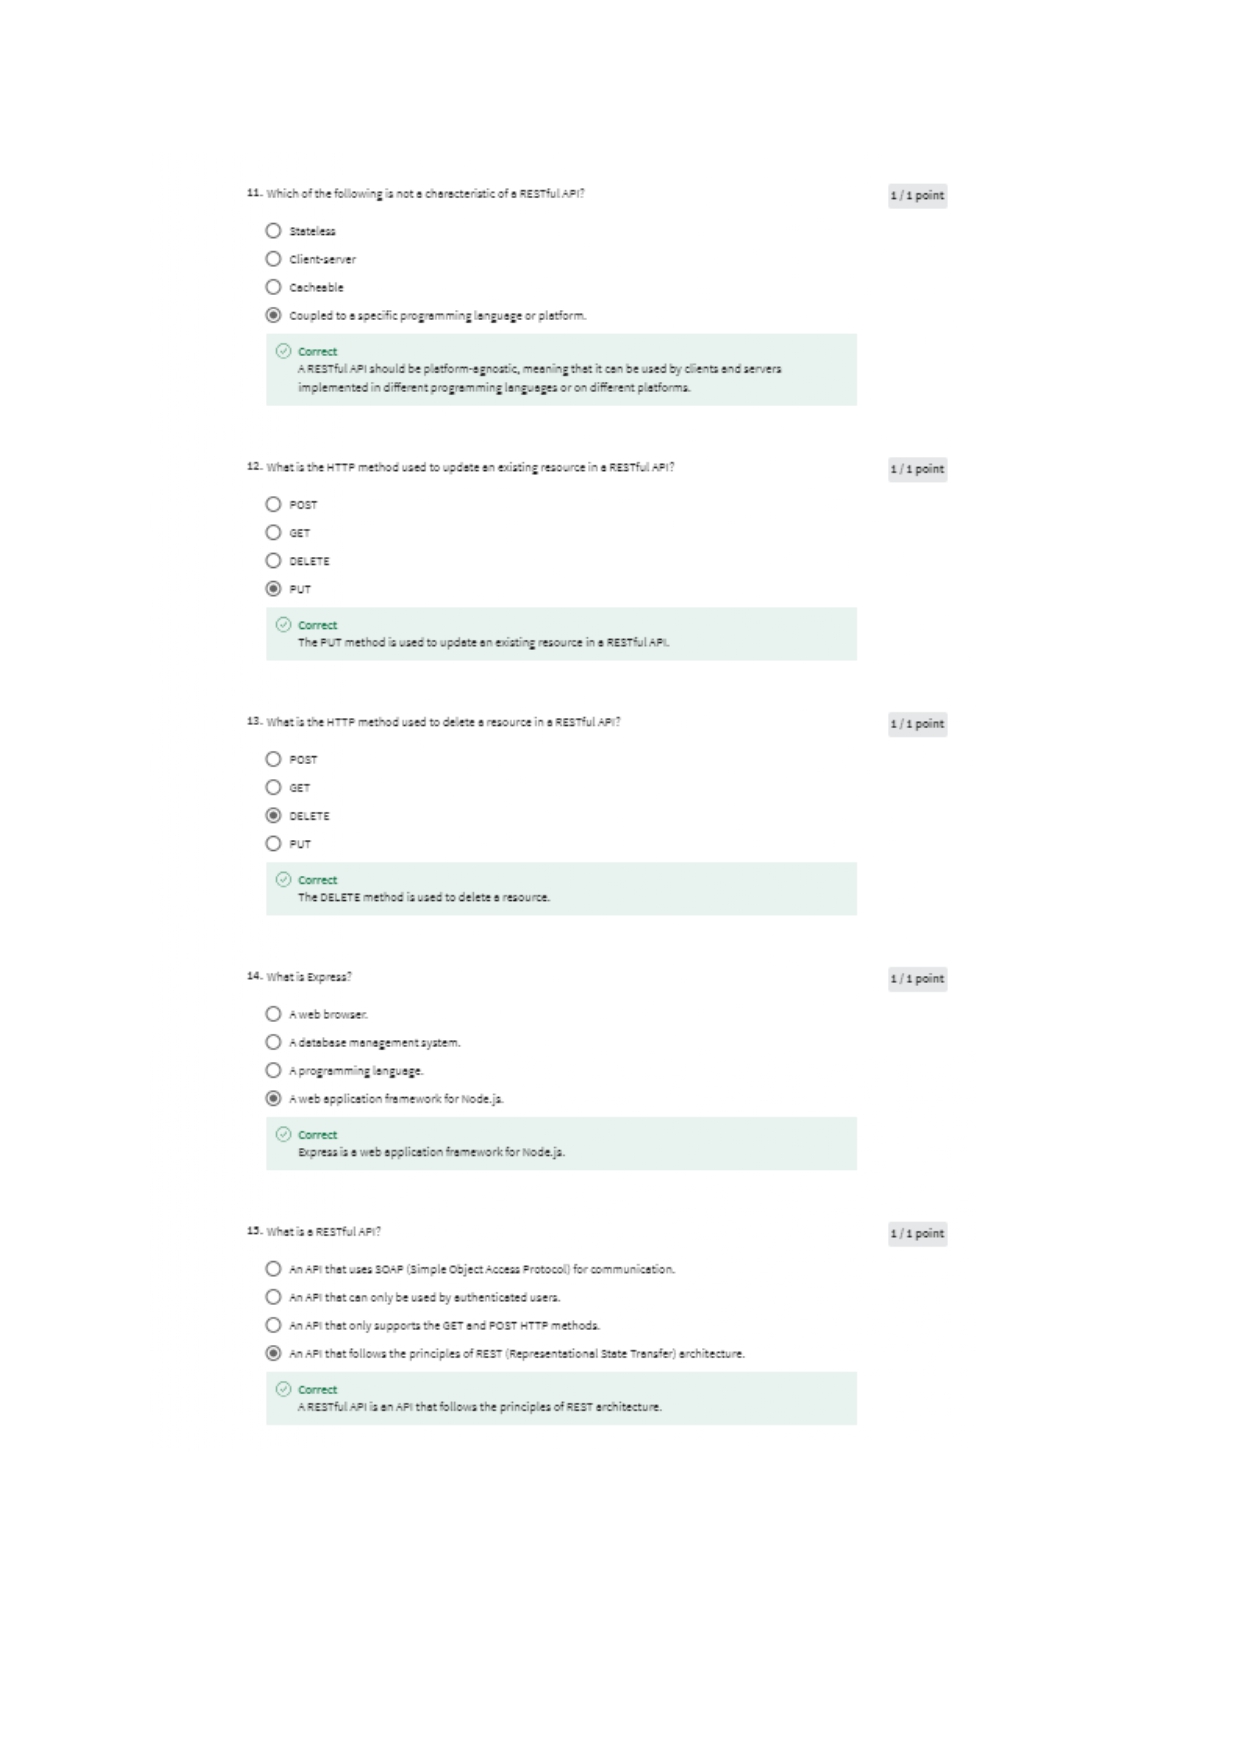 11. Which of the following is not a characteristic of a RESTful API?
1 / 1 point
Stateless
Client-server
Cacheable
Coupled to a specific programming language or platform.
Correct
A RESTful API should be platform-agnostic, meaning that it can be used by clients and servers
implemented in different programming languages or on different platforms.
12. What is the HTTP method used to update an existing resource in a RESTful API?
1 / 1 point
POST
GET
DELETE
PUT
Correct
The PUT method is used to update an existing resource in a RESTful API.
13. What is the HTTP method used to delete a resource in a RESTful API?
1 / 1 point
POST
GET
DELETE
PUT
Correct
The DELETE method is used to delete a resource.
14. What is Express?
1 / 1 point
A web browser.
A database management system.
A programming language.
A web application framework for Node.js.
Correct
Express is a web application framework for Node.js.
15. What is a RESTful API?
1 / 1 point
An API that uses SOAP (Simple Object Access Protocol) for communication.
An API that can only be used by authenticated users.
An API that only supports the GET and POST HTTP methods.
An API that follows the principles of REST (Representational State Transfer) architecture.
Correct
A RESTful API is an API that follows the principles of REST architecture.